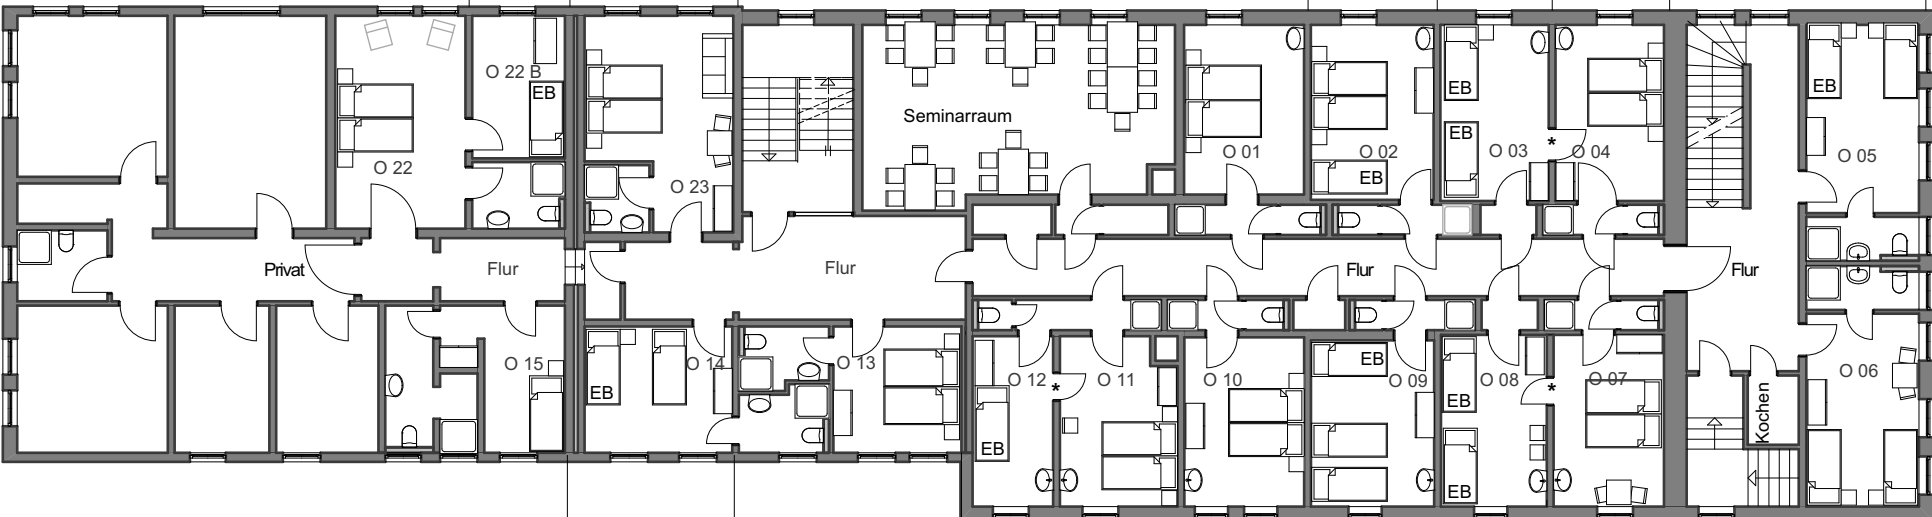 O 22 B
EB
O 22
O 23
Seminarraum
O 01
O 02
EB
EB
EB
O 03
*
O 04
EB
O 05
Privat
Flur
Flur
Flur
Flur
O 15
EB
O 14
O 13
EB
O 12
*
O 11
O 10
EB
O 09
EB
O 08
EB
*
O 07
Kochen
O 06